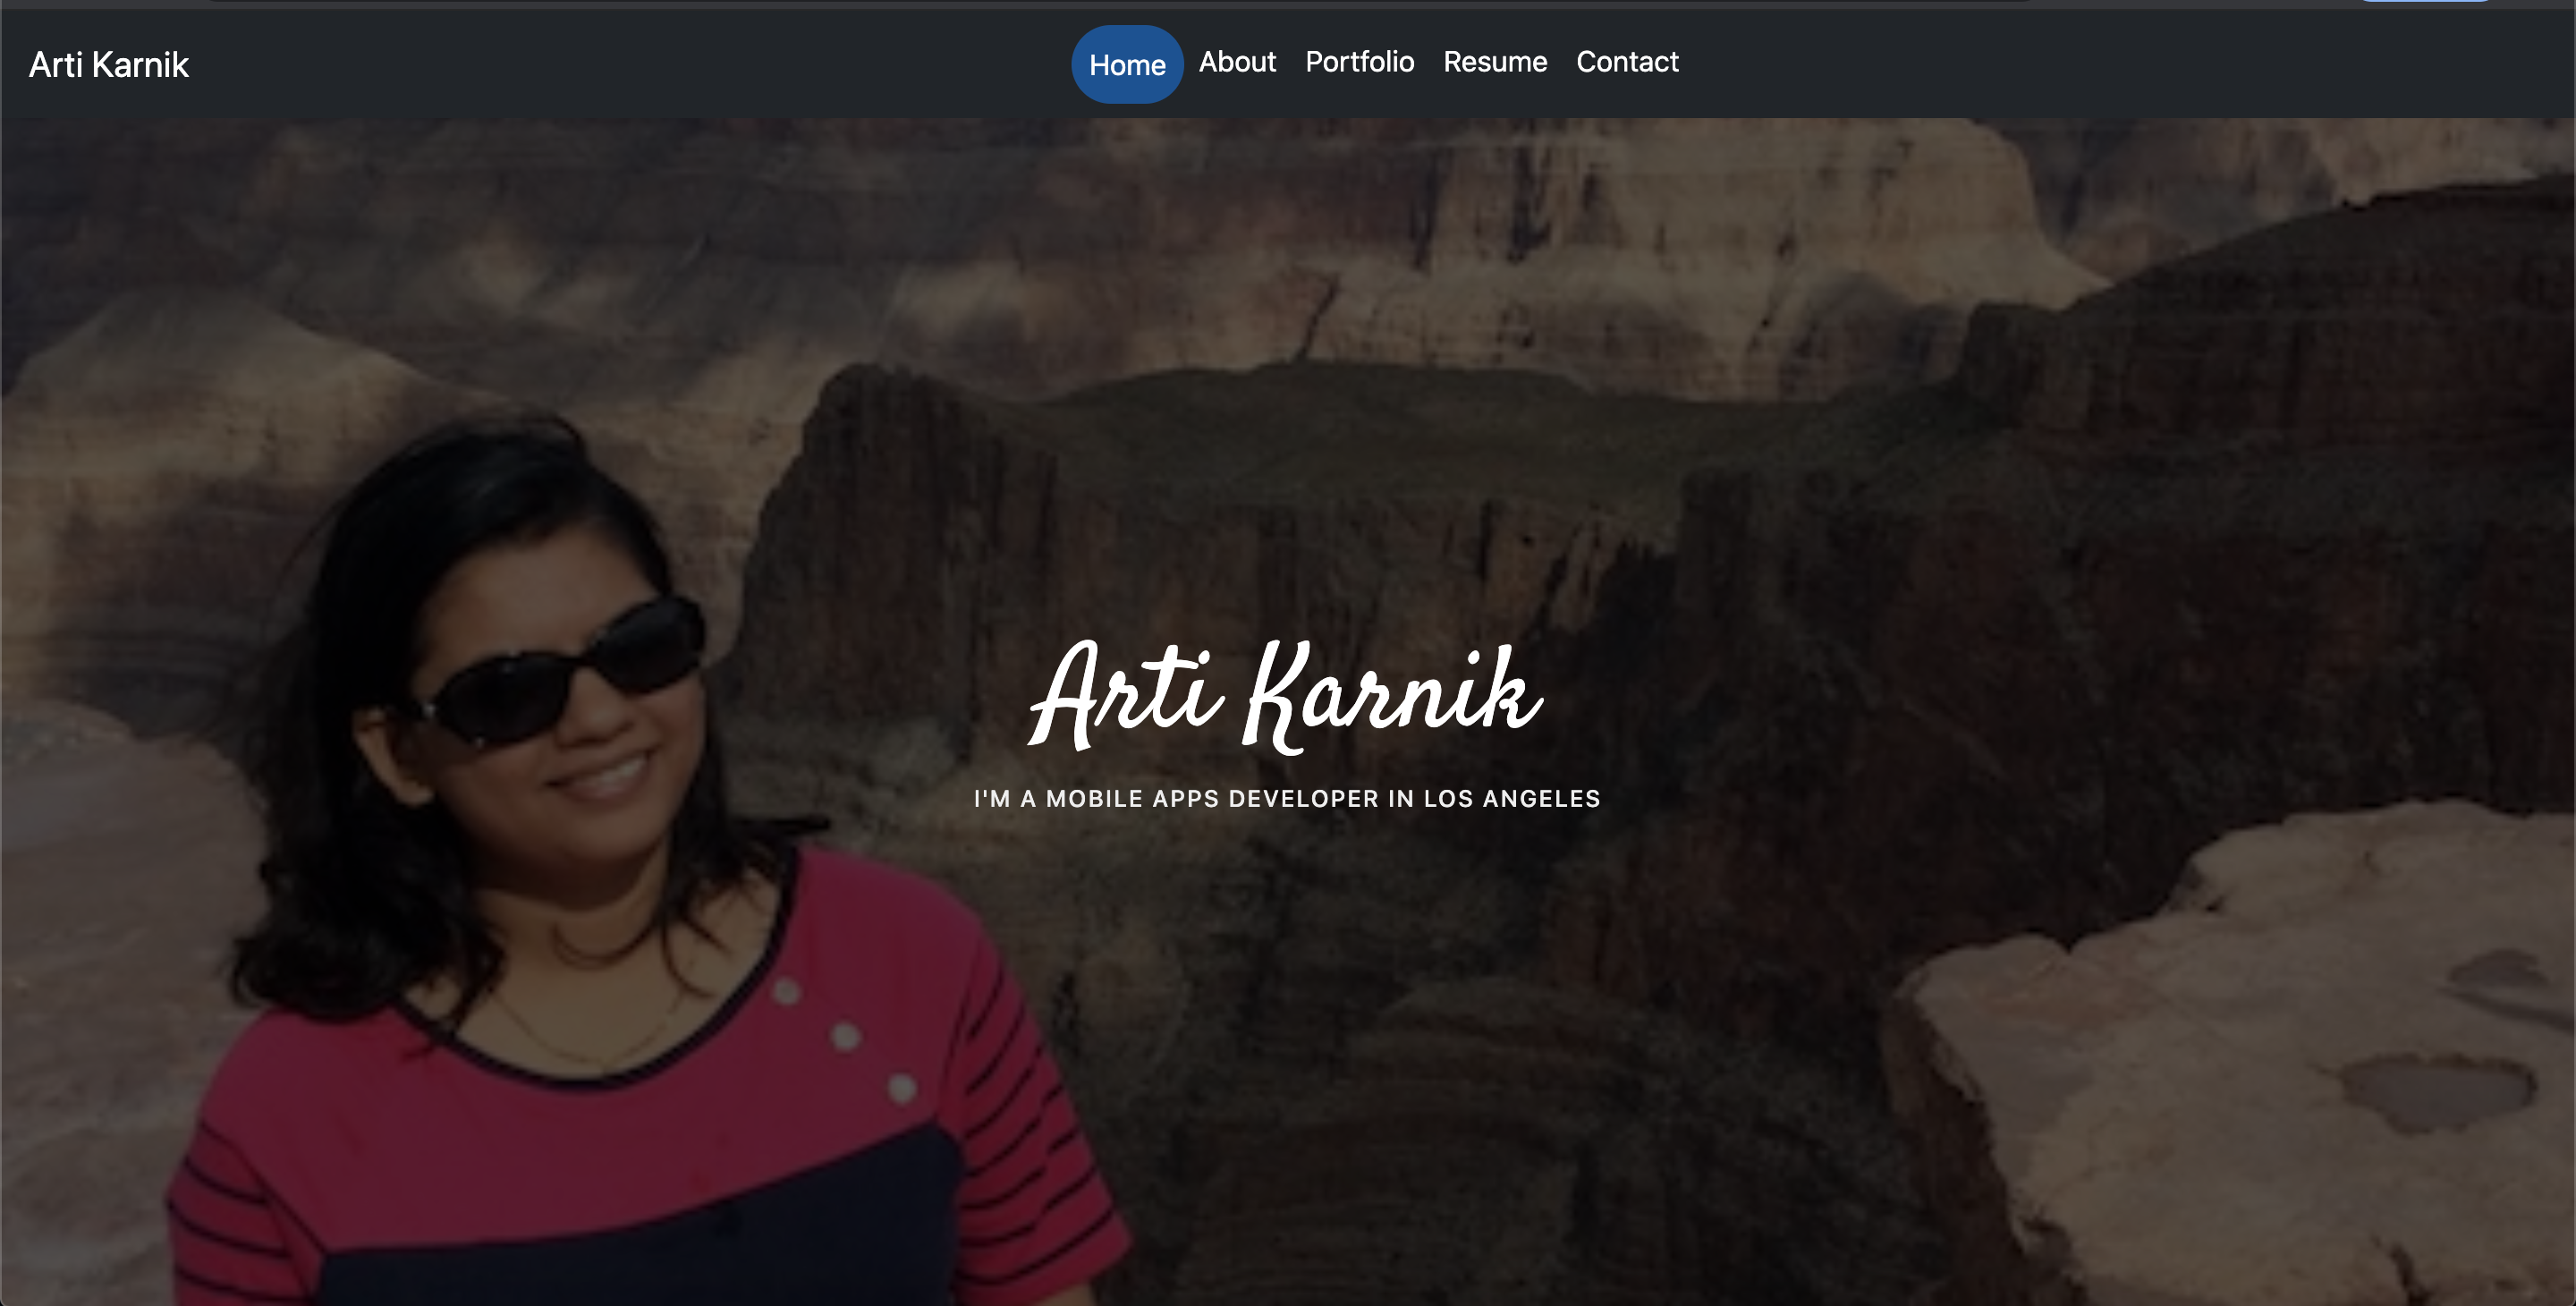 Arti Karnik
Home About Portfolio Resume Contact
Arti Karnik
I'M A MOBILE APPS DEVELOPER IN LOS ANGELES